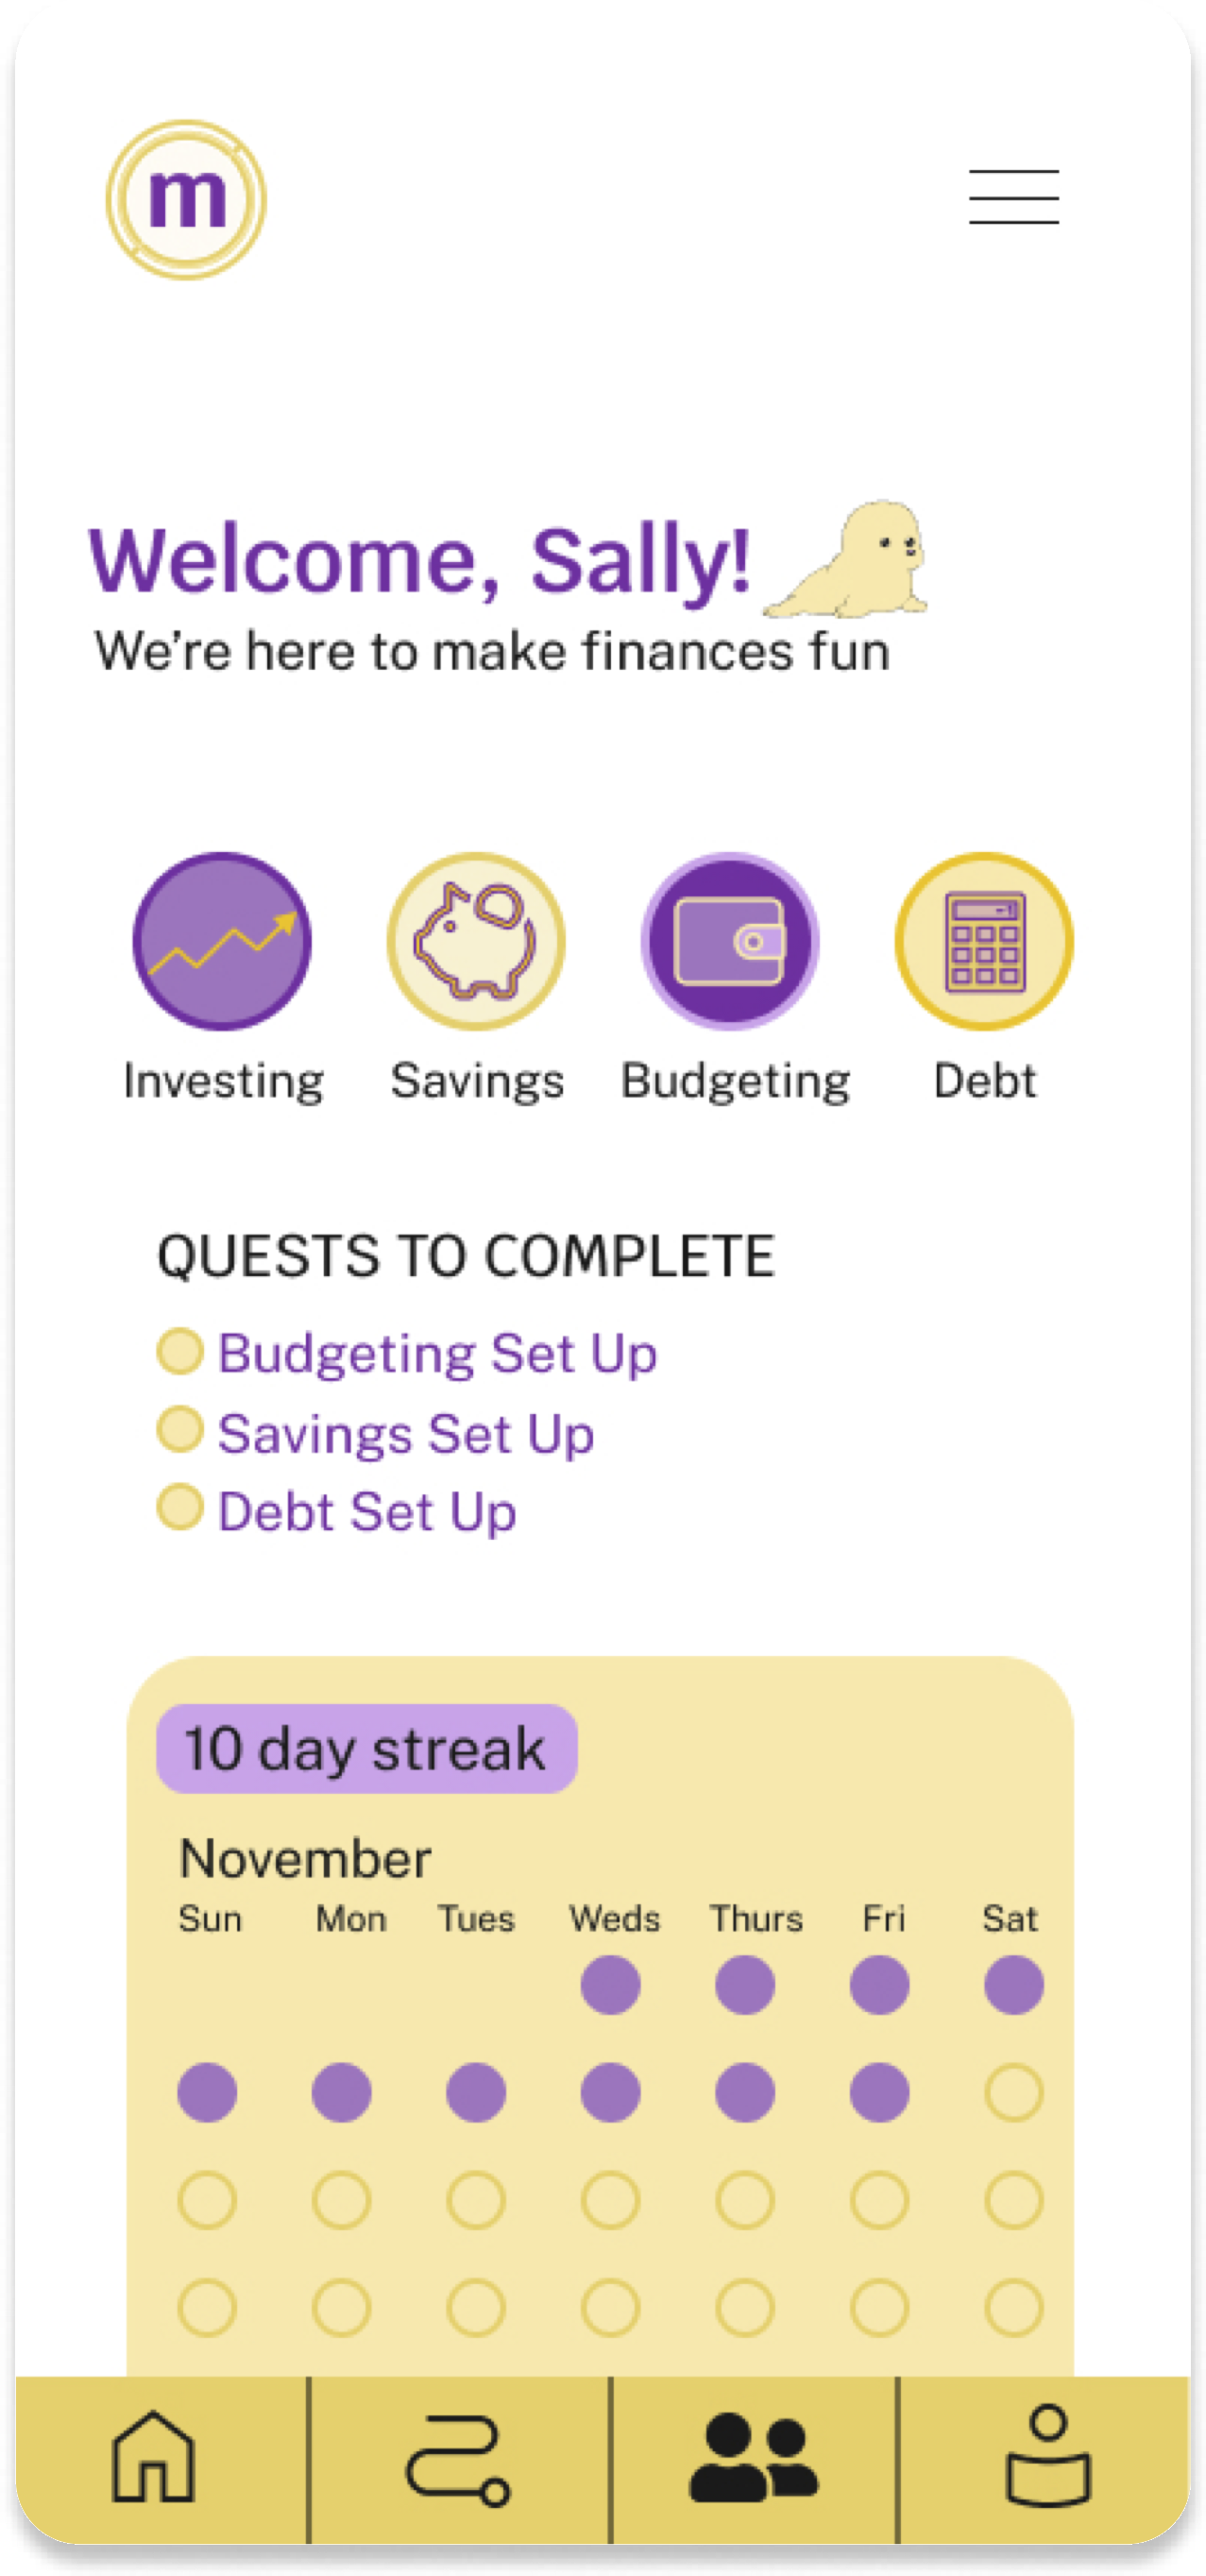 m
Welcome, Sally!
We're here to make finances fun
Investing Savings Budgeting Debt
QUESTS TO COMPLETE
Budgeting Set Up
Savings Set Up
Debt Set Up
10 day streak
November
Sun Mon Tues Weds Thurs Fri Sat